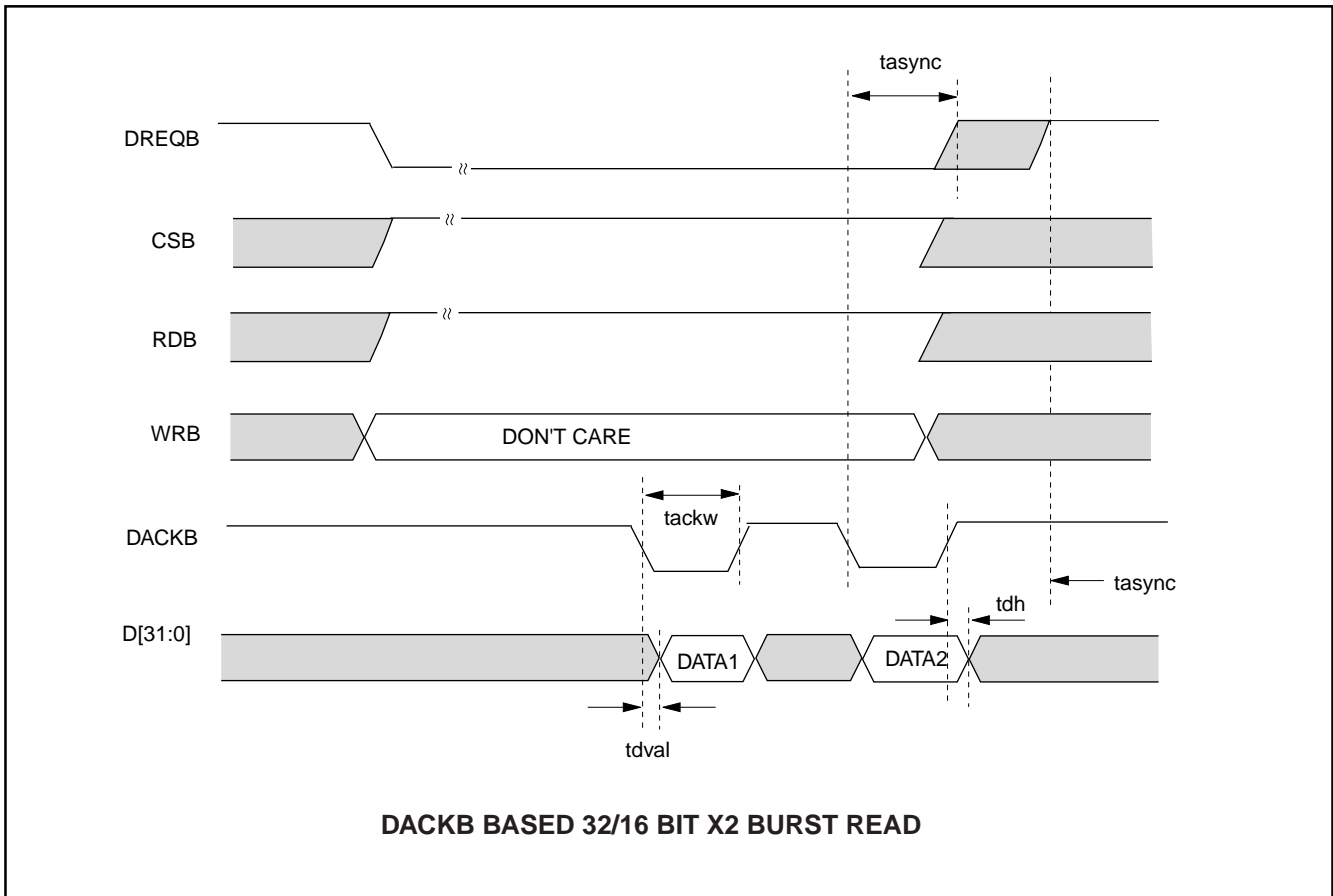 tasync
DREQB
CSB
RDB
WRB
DON'T CARE
tackw
DACKB
tasync
tdh
D[31:0]
DATA1
DATA2
tdval
DACKB BASED 32/16 BIT X2 BURST READ